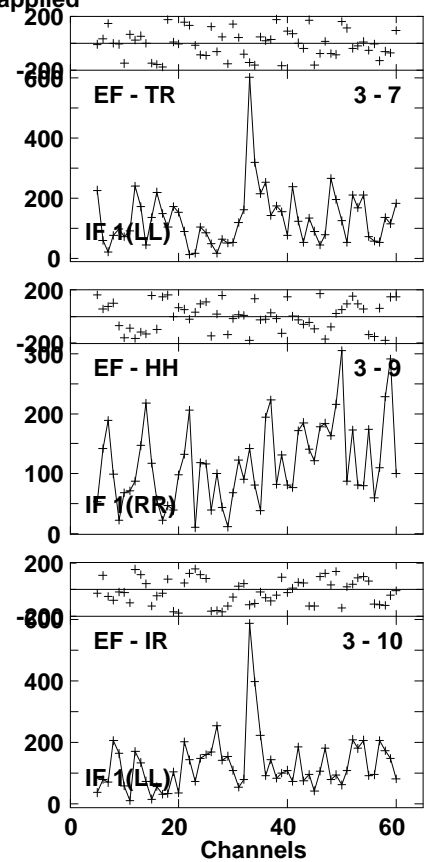 applied
200
-200
600
EF - TR 3 - 7
400
200
IF 1(LL)
0
200
-200
300
EF - HH 3 - 9
200
100
IF 1(RR)
0
200
-200
600
EF - IR 3 - 10
400
200
IF 1(LL)
0
0 20 40 60
Channels